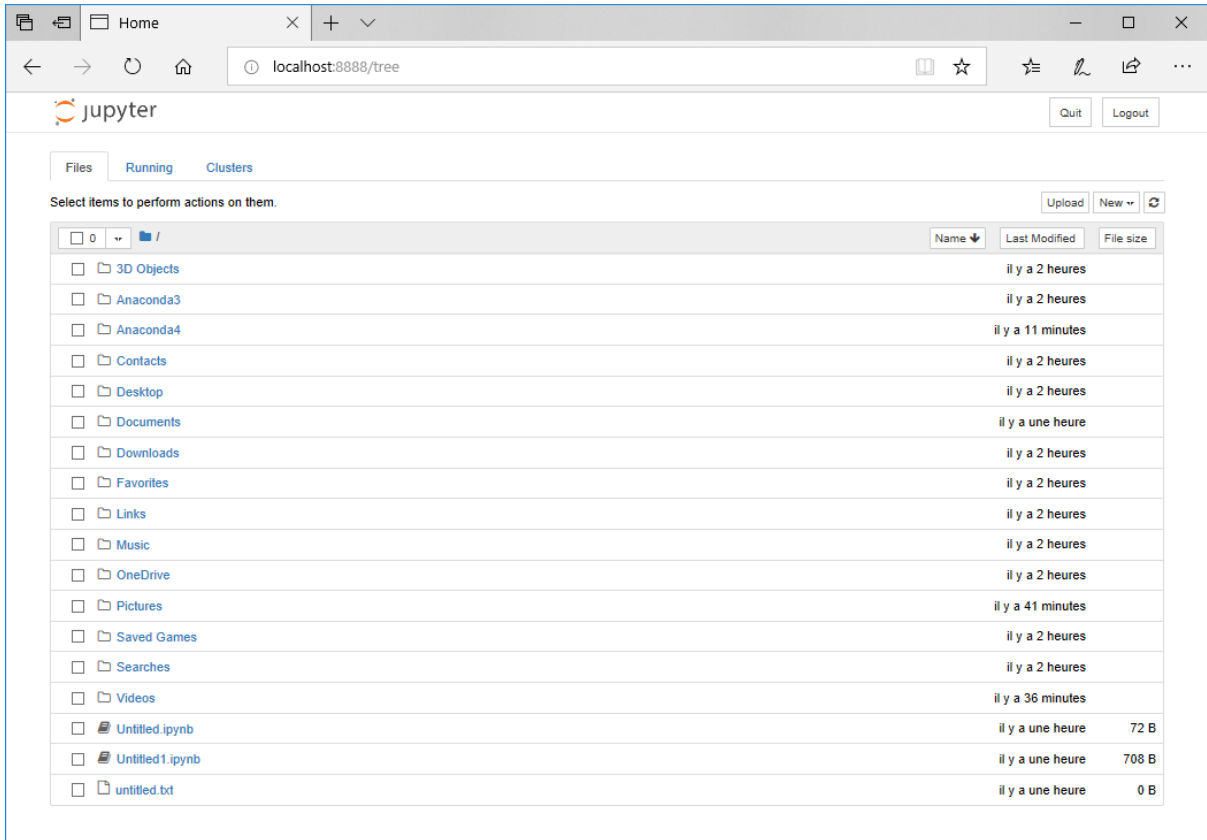 Home
localhost:8888/tree
jupyter
Quit Logout
Files Running Clusters
Select items to perform actions on them.
Upload New
0 / Name Last Modified File size
3D Objects il y a 2 heures
Anaconda3 il y a 2 heures
Anaconda4 il y a 11 minutes
Contacts il y a 2 heures
Desktop il y a 2 heures
Documents il y a une heure
Downloads il y a 2 heures
Favorites il y a 2 heures
Links il y a 2 heures
Music il y a 2 heures
OneDrive il y a 2 heures
Pictures il y a 41 minutes
Saved Games il y a 2 heures
Searches il y a 2 heures
Videos il y a 36 minutes
Untitled.ipynb il y a une heure 72 B
Untitled1.ipynb il y a une heure 708 B
untitled.txt il y a une heure 0 B